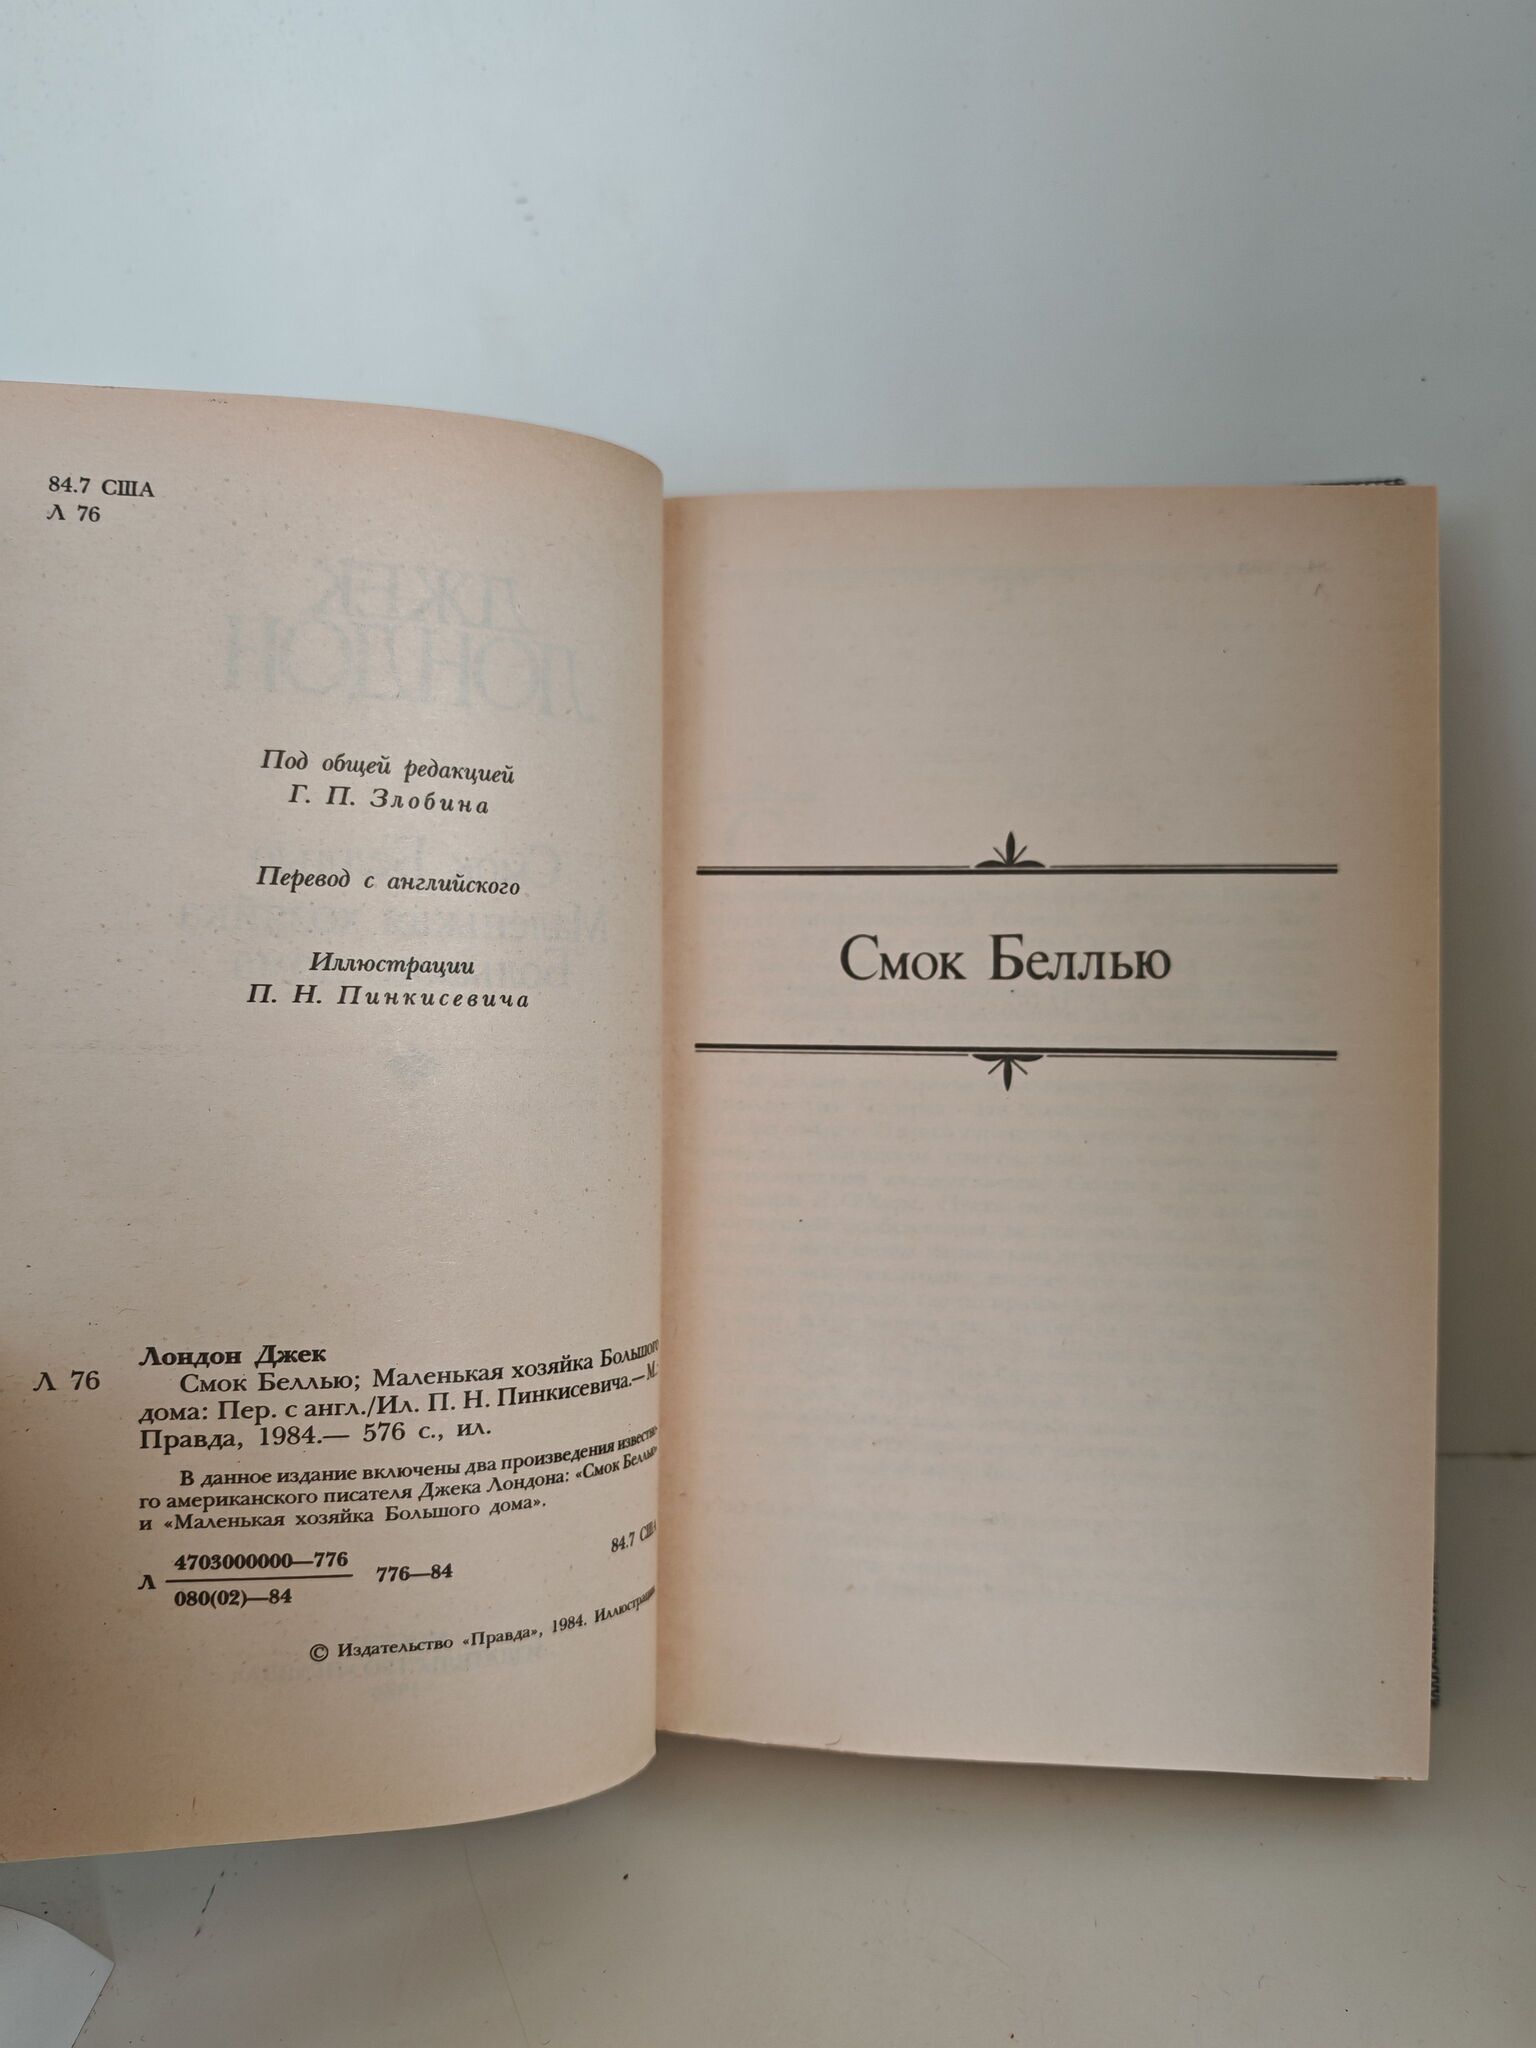 84.7 США
Л 76
Под общей редакцией
Г. П. Злобина
Перевод с английского
Иллюстрации
П. Н. Пинкисевича
Лондон Джек
Л 76
Смок Беллью; Маленькая хозяйка Большого
дома: Пер. с англ./Ил. П. Н. Пинкисевича.— М.:
Правда, 1984.— 576 с., ил.
В данное издание включены два произведения известно-
го американского писателя Джека Лондона: «Смок Беллью»
и «Маленькая хозяйка Большого дома».
84.7 США
Л 4703000000—776
080(02)—84
776—84
© Издательство «Правда», 1984. Иллюстрации.
Смок Беллью